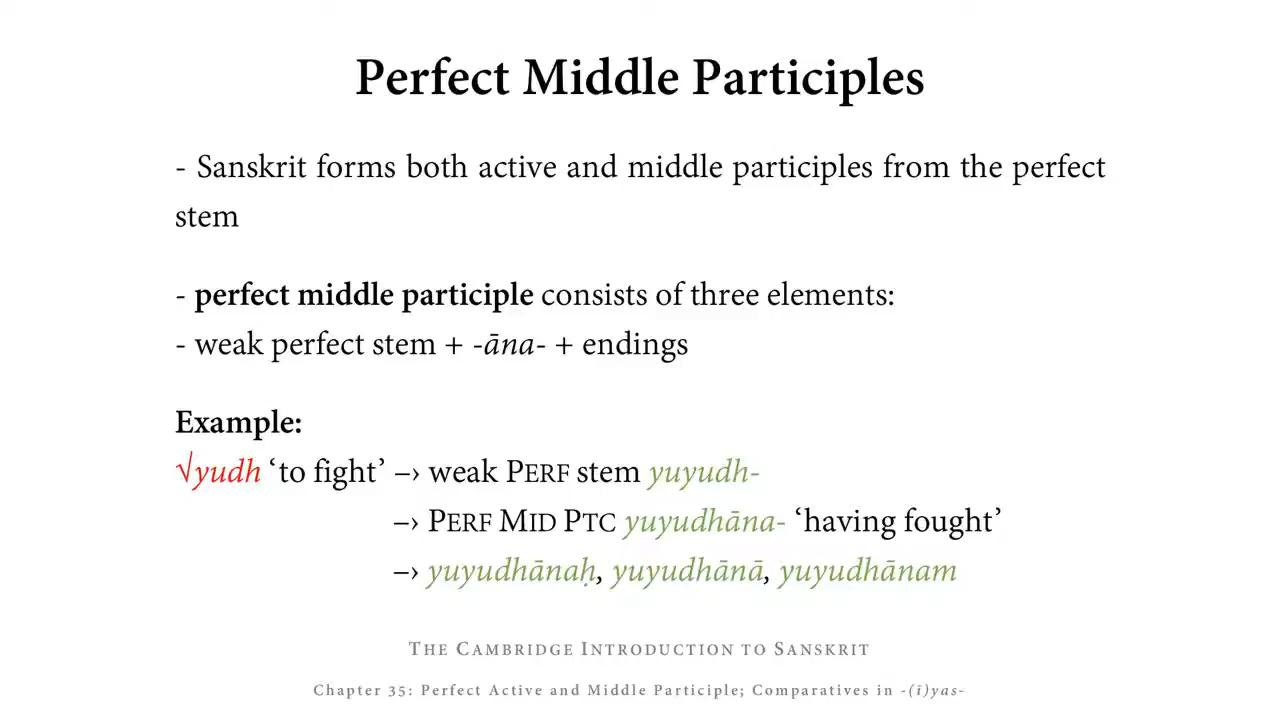 Perfect Middle Participles
- Sanskrit forms both active and middle participles from the perfect
stem
- perfect middle participle consists of three elements:
- weak perfect stem + -āna- + endings
Example:
√yudh ‘to fight’ –› weak PERF stem yuyudh-
–› PERF MID PTC yuyudhāna- ‘having fought’
–› yuyudhānaḥ, yuyudhānā, yuyudhānam
THE CAMBRIDGE INTRODUCTION TO SANSKRIT
Chapter 35: Perfect Active and Middle Participle; Comparatives in -(ī)yas-